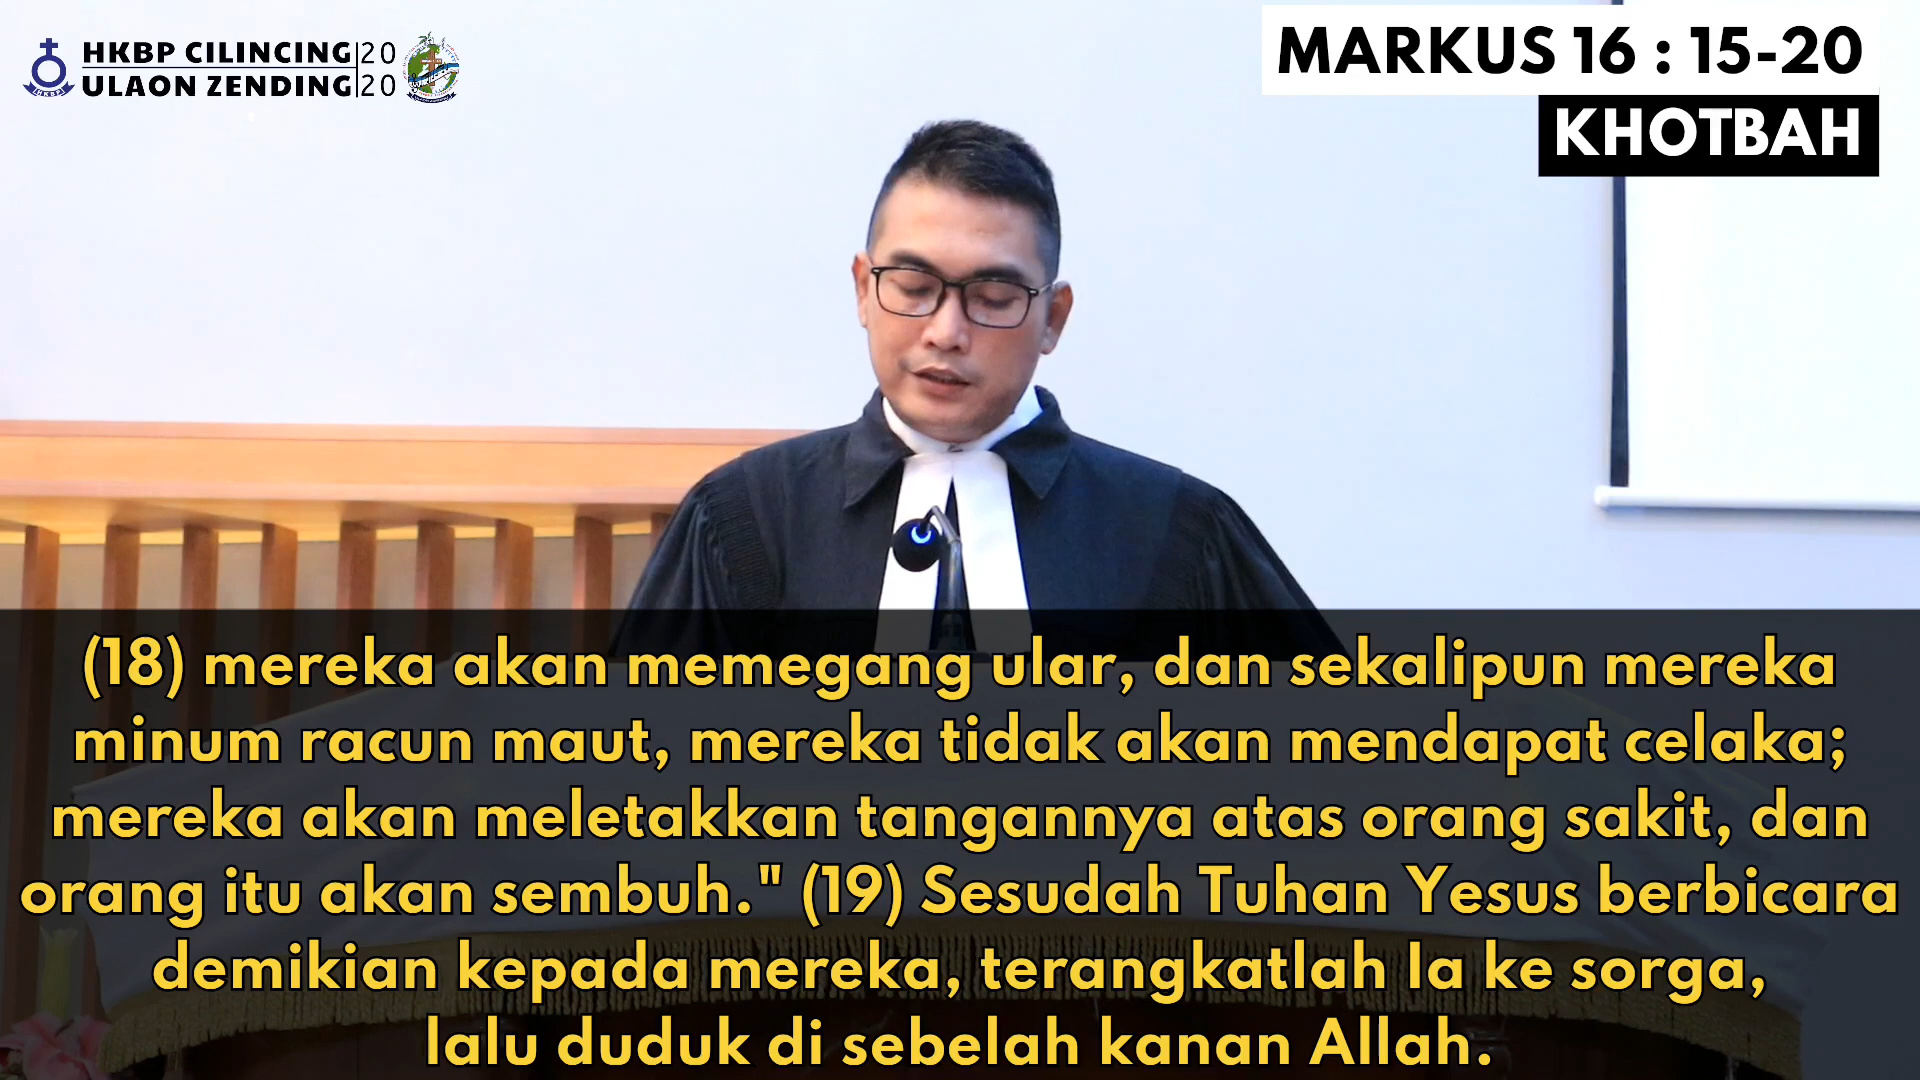 HKBP CILINCING 20
ULAON ZENDING 20
HKBP
MARKUS 16 : 15-20
KHOTBAH
(18) mereka akan memegang ular, dan sekalipun mereka
minum racun maut, mereka tidak akan mendapat celaka;
mereka akan meletakkan tangannya atas orang sakit, dan
orang itu akan sembuh." (19) Sesudah Tuhan Yesus berbicara
demikian kepada mereka, terangkatlah Ia ke sorga,
lalu duduk di sebelah kanan Allah.